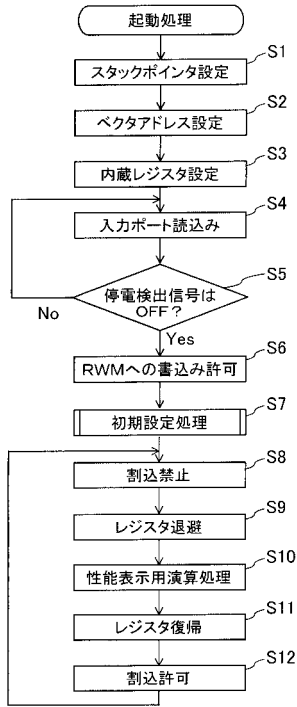 起動処理
S1
スタックポインタ設定
S2
ベクタアドレス設定
S3
内蔵レジスタ設定
S4
入力ポート読込み
S5
停電検出信号は
OFF？
No
Yes
S6
RWMへの書込み許可
S7
初期設定処理
S8
割込禁止
S9
レジスタ退避
S10
性能表示用演算処理
S11
レジスタ復帰
S12
割込許可